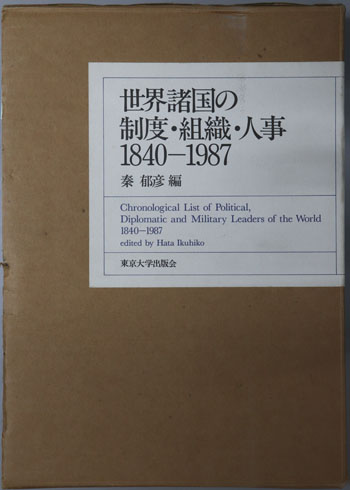 世界諸国の
制度・組織・人事
1840—1987
秦 郁彦 編
Chronological List of Political,
Diplomatic and Military Leaders of the World
1840—1987
edited by Hata Ikuhiko
東京大学出版会